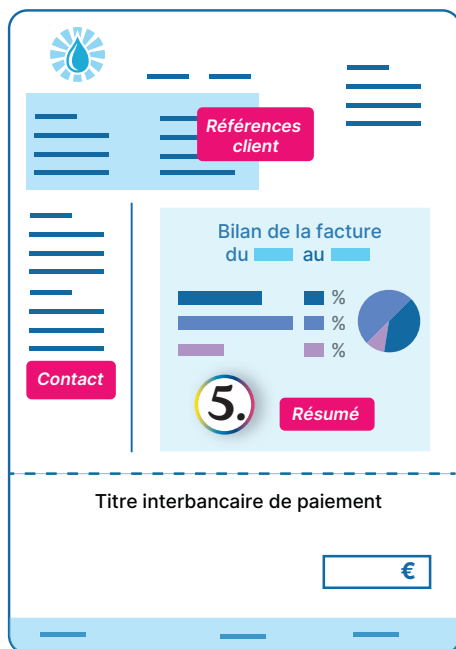 Références
client
Bilan de la facture
du au
%
%
%
Contact
5.
Résumé
Titre interbancaire de paiement
€